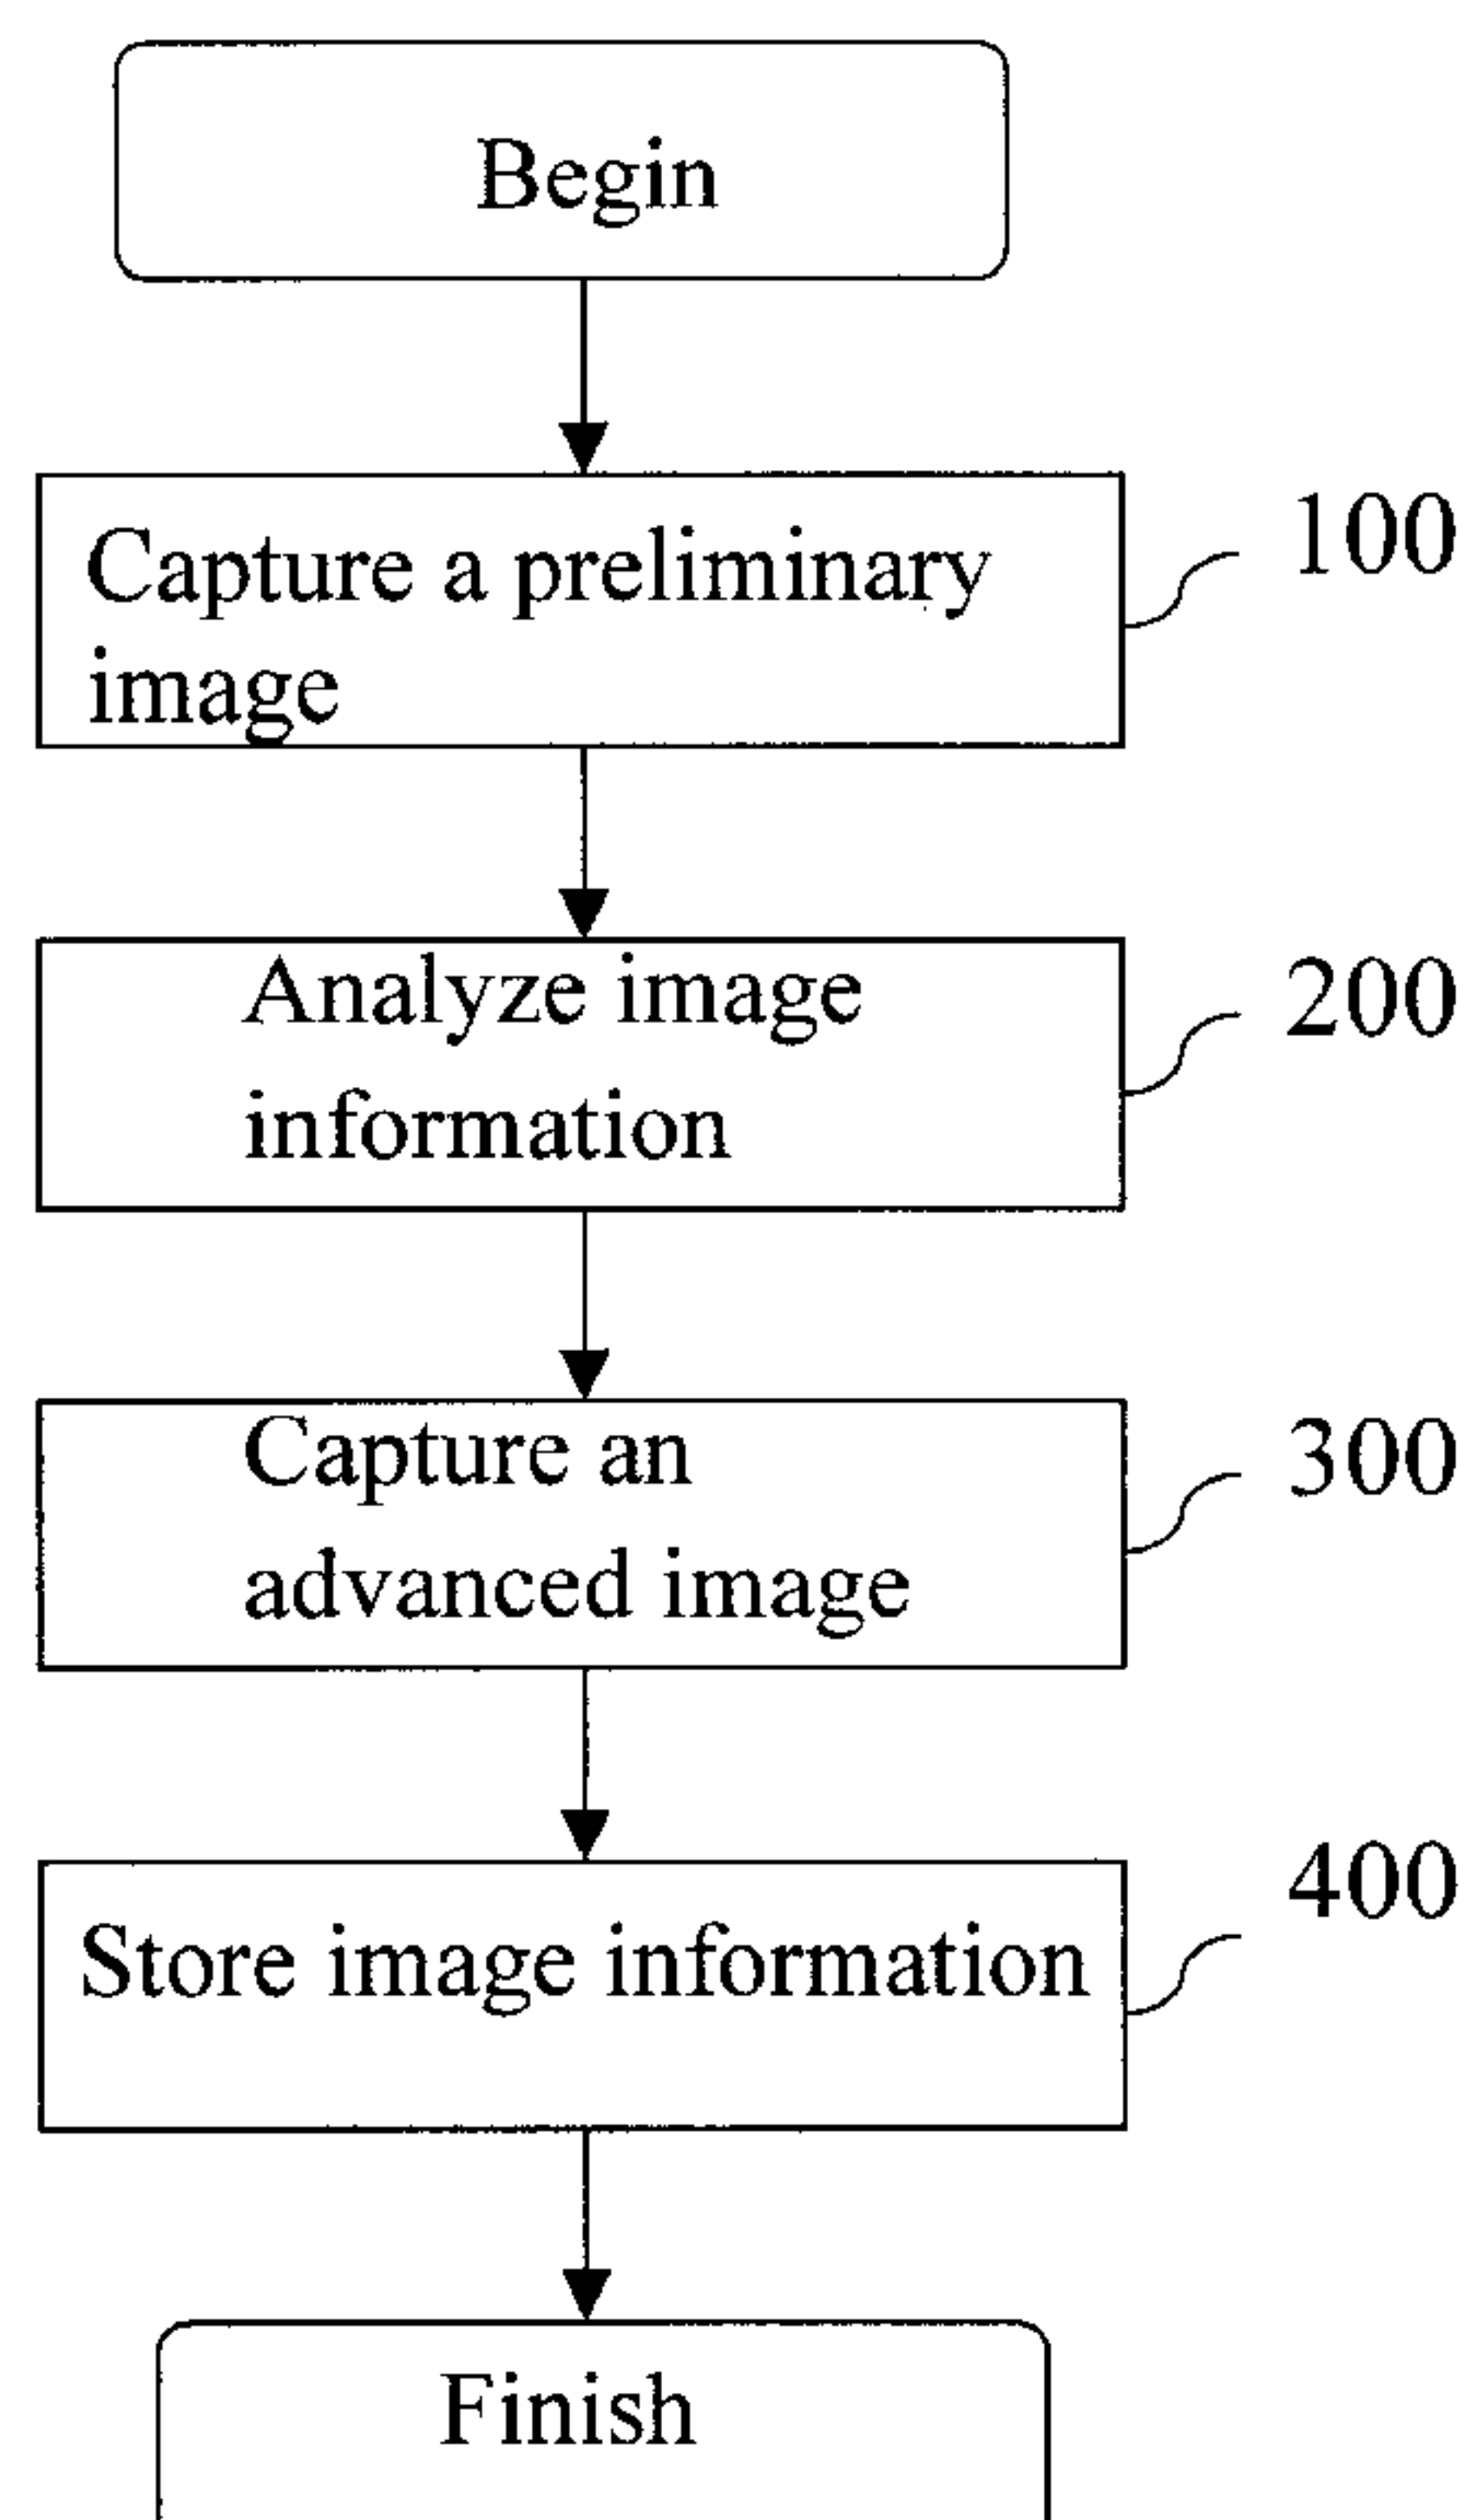 Begin
Capture a preliminary
image
100
Analyze image
information
200
Capture an
advanced image
300
Store image information
400
Finish